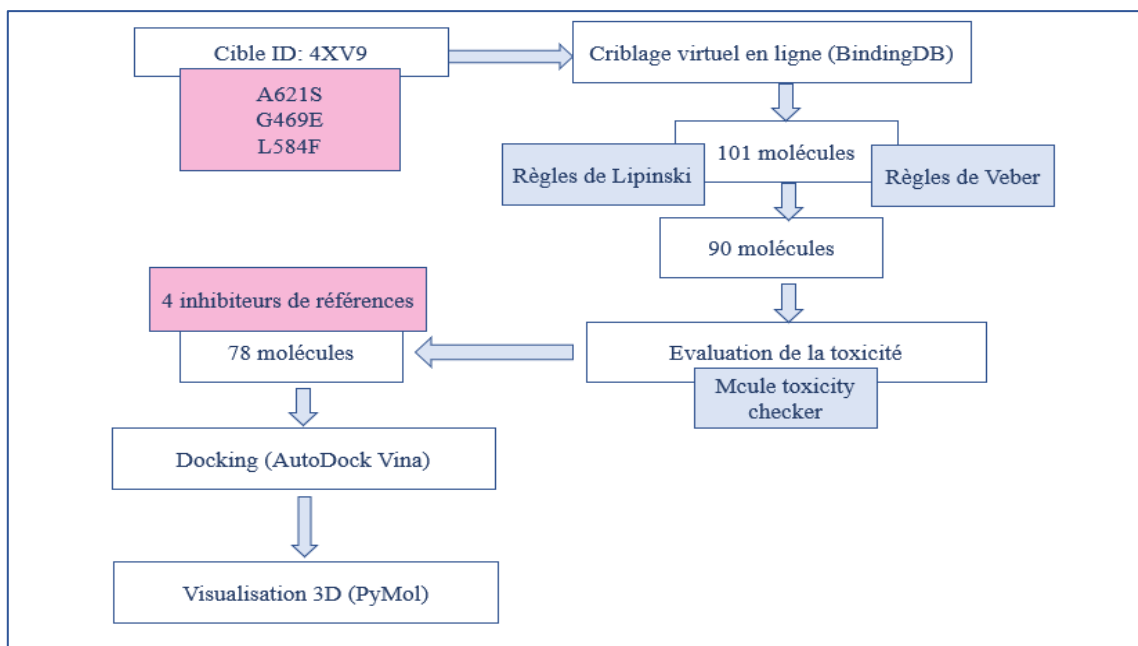 Cible ID: 4XV9
A621S
G469E
L584F
Criblage virtuel en ligne (BindingDB)
101 molécules
Règles de Lipinski
Règles de Veber
90 molécules
Evaluation de la toxicité
Mcule toxicity
checker
4 inhibiteurs de références
78 molécules
Docking (AutoDock Vina)
Visualisation 3D (PyMol)